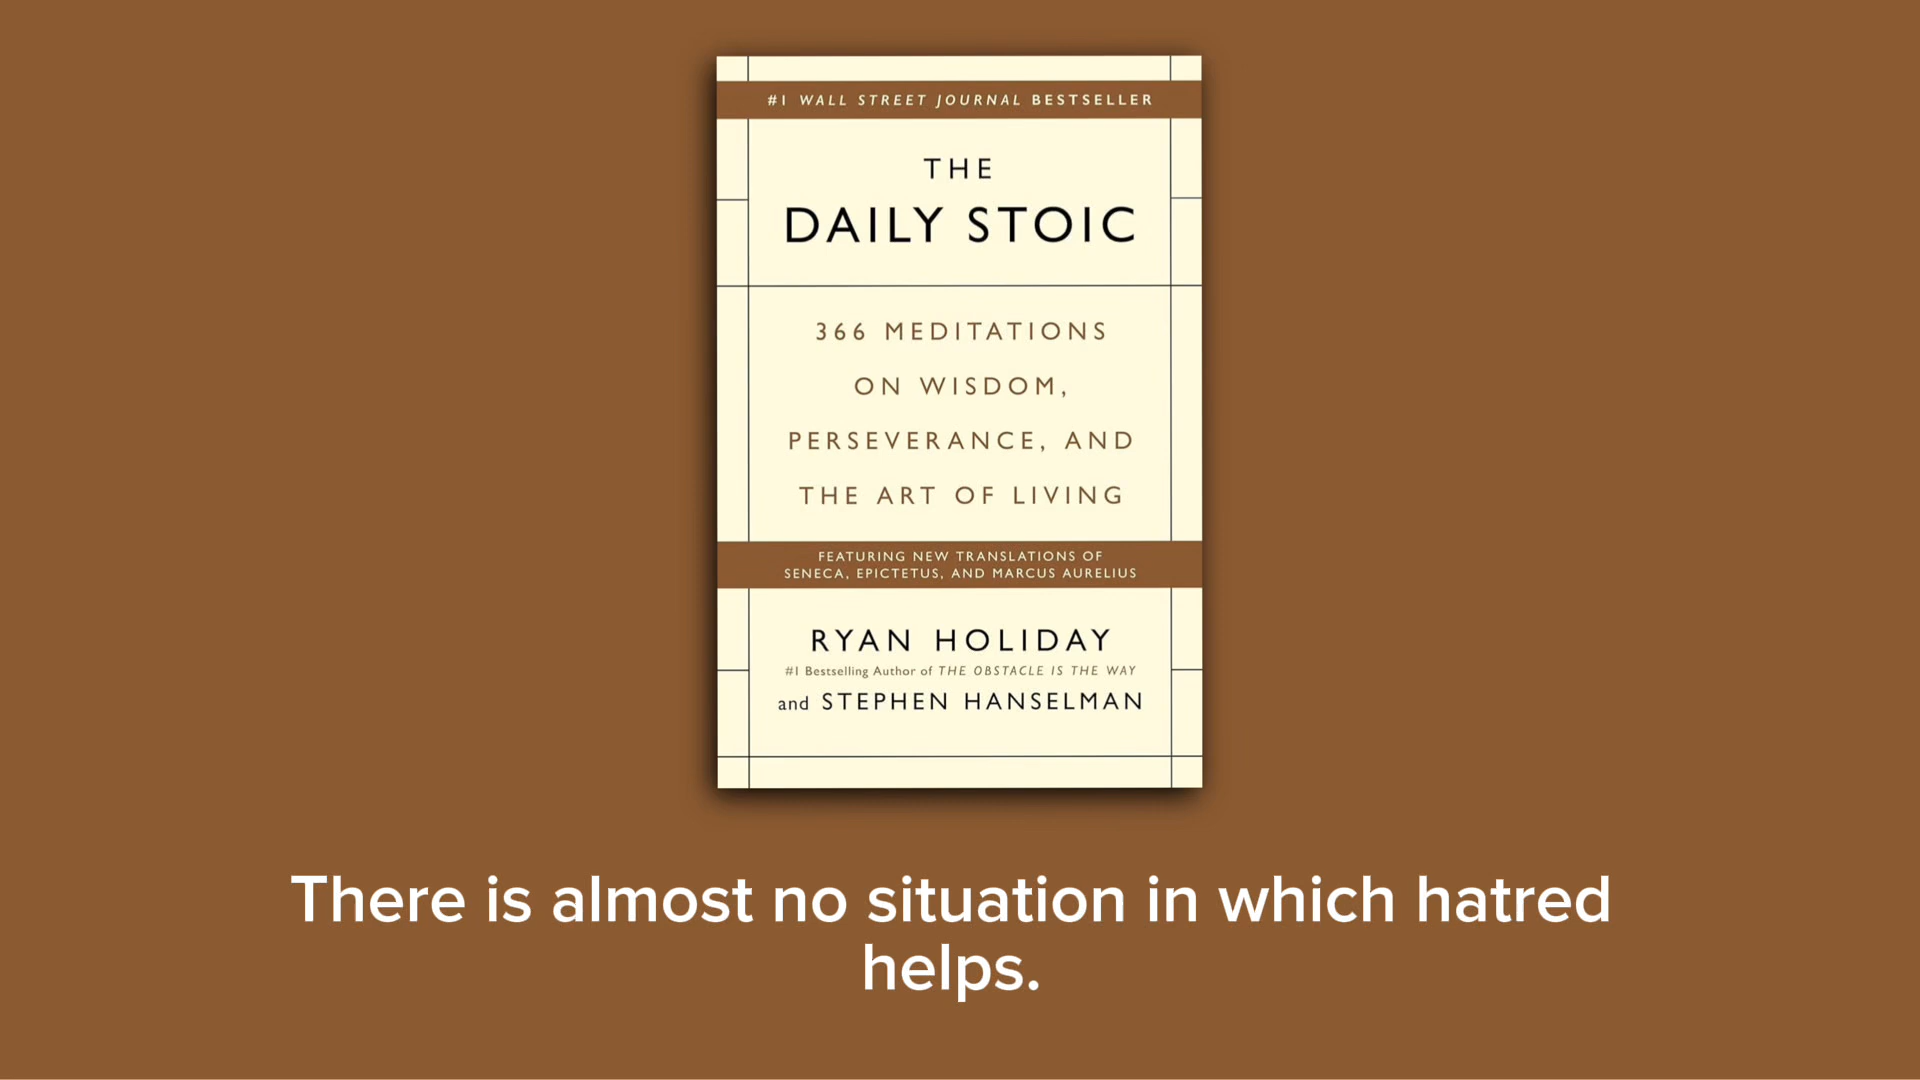 #1 WALL STREET JOURNAL BESTSELLER
THE
DAILY STOIC
366 MEDITATIONS
ON WISDOM,
PERSEVERANCE, AND
THE ART OF LIVING
FEATURING NEW TRANSLATIONS OF
SENECA, EPICTETUS, AND MARCUS AURELIUS
RYAN HOLIDAY
#1 Bestselling Author of THE OBSTACLE IS THE WAY
and STEPHEN HANSELMAN
There is almost no situation in which hatred
helps.